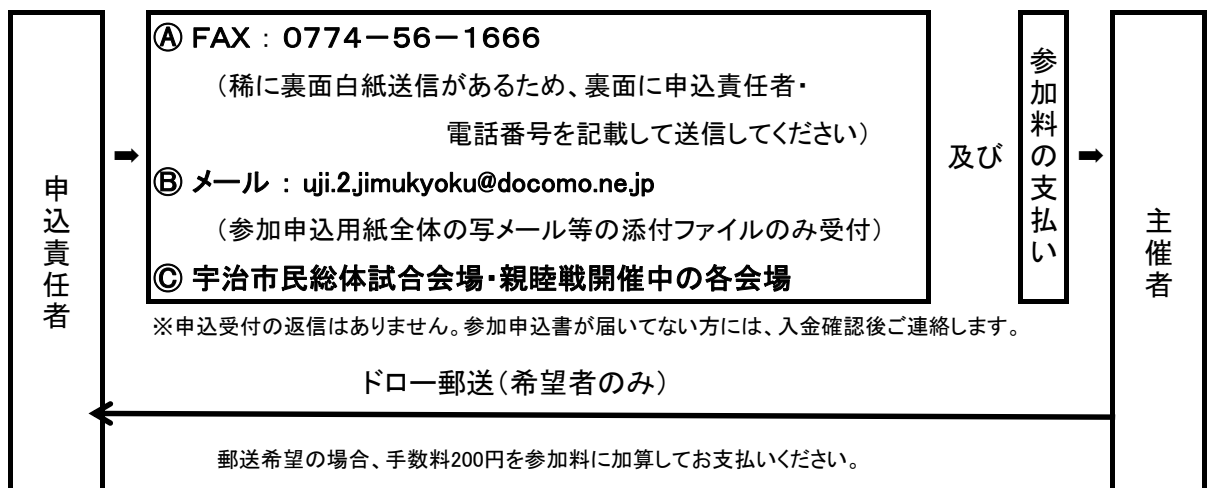 申込責任者
➡
Ⓐ FAX：0774－56－1666
（稀に裏面白紙送信があるため、裏面に申込責任者・
電話番号を記載して送信してください）
Ⓑ メール：uji.2.jimukyoku@docomo.ne.jp
（参加申込用紙全体の写メール等の添付ファイルのみ受付）
Ⓒ 宇治市民総体試合会場・親睦戦開催中の各会場
及び
参加料の支払い
➡
主催者
※申込受付の返信はありません。参加申込書が届いてない方には、入金確認後ご連絡します。
ドロー郵送（希望者のみ）
郵送希望の場合、手数料200円を参加料に加算してお支払いください。